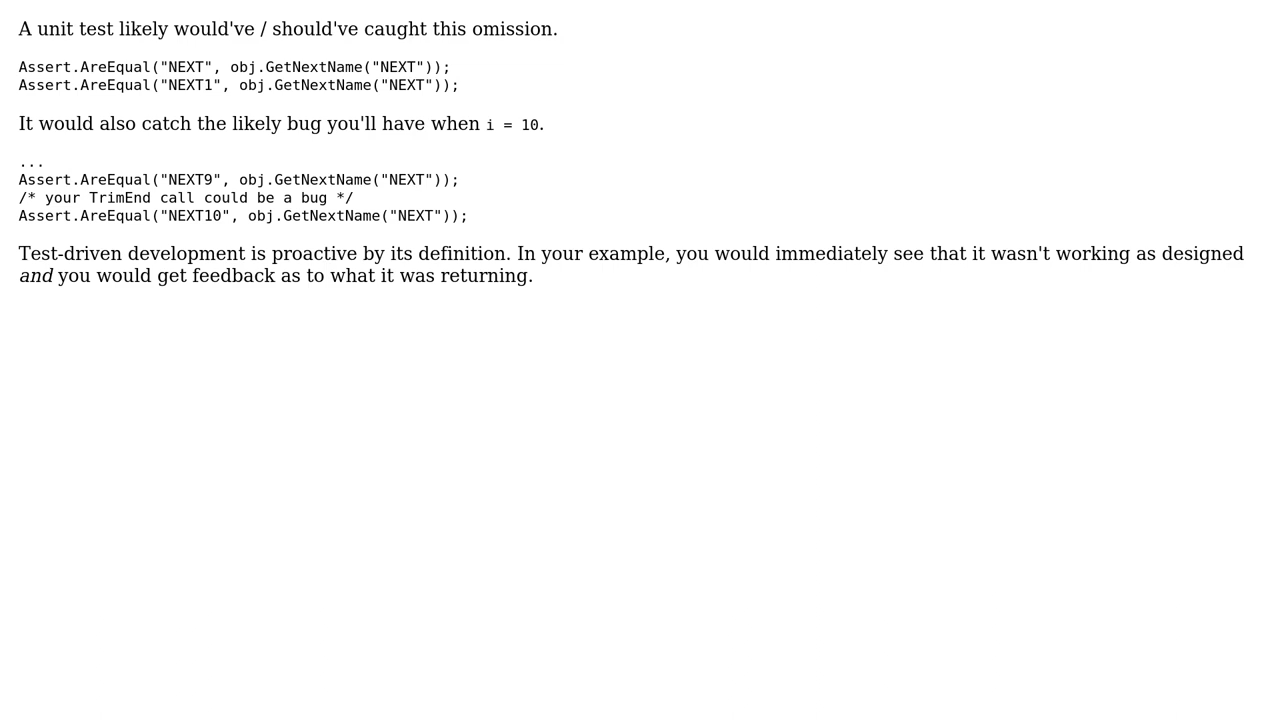 A unit test likely would've / should've caught this omission.
Assert.AreEqual("NEXT", obj.GetNextName("NEXT"));
Assert.AreEqual("NEXT1", obj.GetNextName("NEXT"));
It would also catch the likely bug you'll have when i = 10.
...
Assert.AreEqual("NEXT9", obj.GetNextName("NEXT"));
/* your TrimEnd call could be a bug */
Assert.AreEqual("NEXT10", obj.GetNextName("NEXT"));
Test-driven development is proactive by its definition. In your example, you would immediately see that it wasn't working as designed
and you would get feedback as to what it was returning.